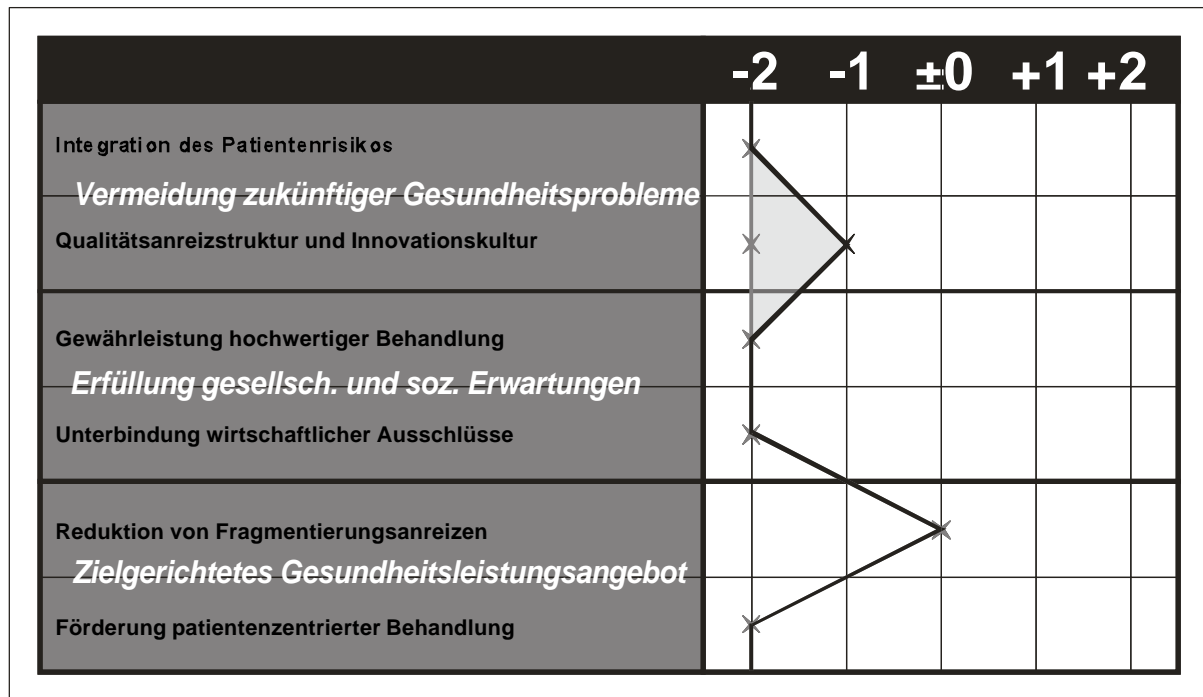 -2 -1 ±0 +1 +2
Integration des Patientenrisikos
Vermeidung zukünftiger Gesundheitsprobleme
Qualitätsanreizstruktur und Innovationskultur
Gewährleistung hochwertiger Behandlung
Erfüllung gesellsch. und soz. Erwartungen
Unterbindung wirtschaftlicher Ausschlüsse
Reduktion von Fragmentierungsanreizen
Zielgerichtetes Gesundheitsleistungsangebot
Förderung patientenzentrierter Behandlung